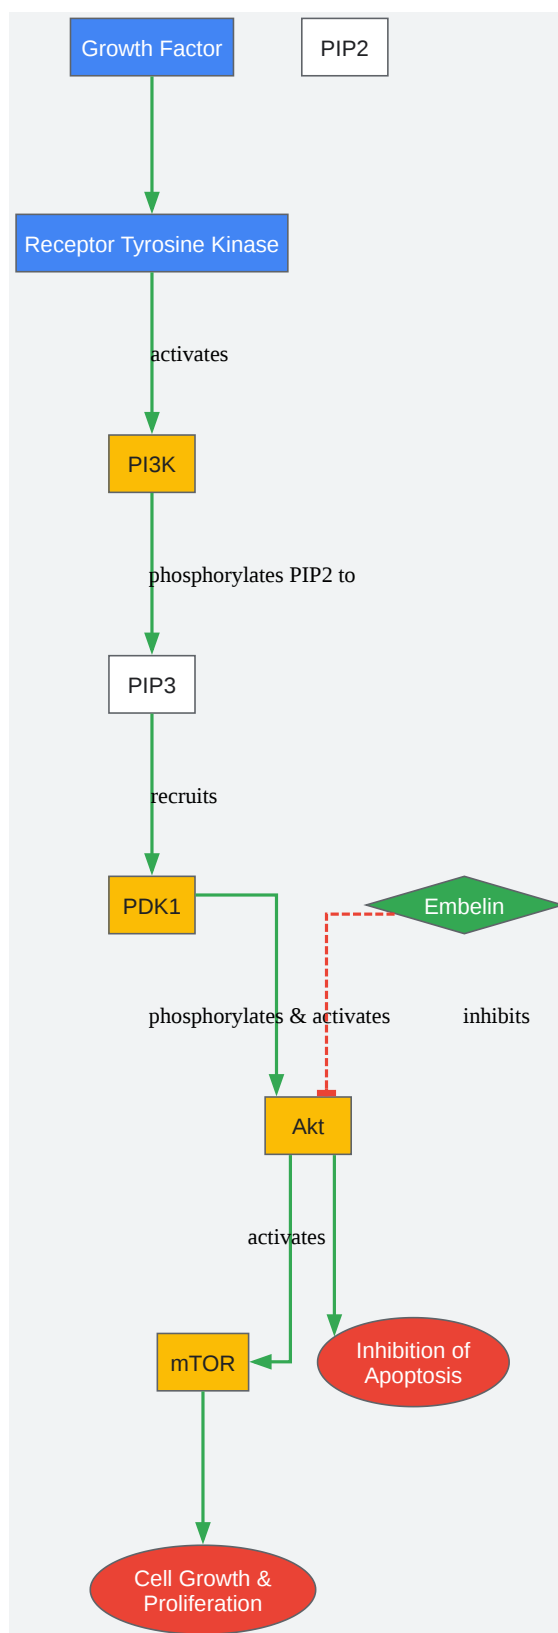 Growth Factor
PIP2
Receptor Tyrosine Kinase
activates
PI3K
phosphorylates PIP2 to
PIP3
recruits
PDK1
Embelin
phosphorylates & activates
inhibits
Akt
activates
mTOR
Inhibition of
Apoptosis
Cell Growth &
Proliferation